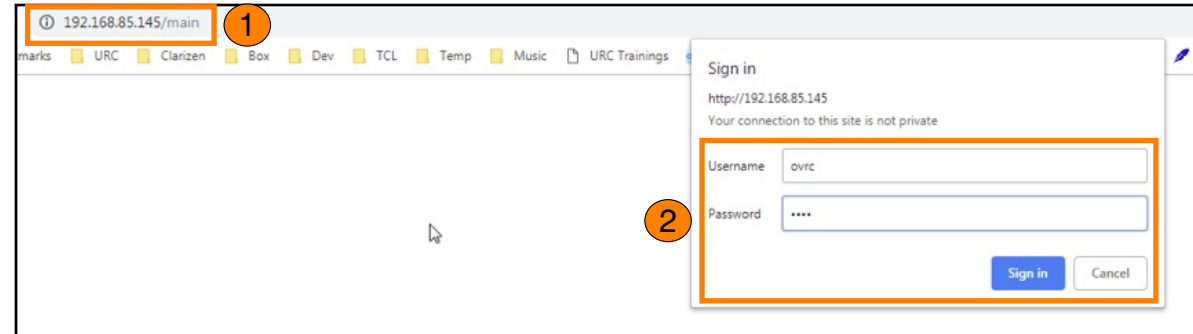 192.168.85.145/main
1
marks URC Clarizen Box Dev TCL Temp Music URC Trainings
Sign in
http://192.168.85.145
Your connection to this site is not private
Username ovrc
Password ••••
2
Sign in Cancel